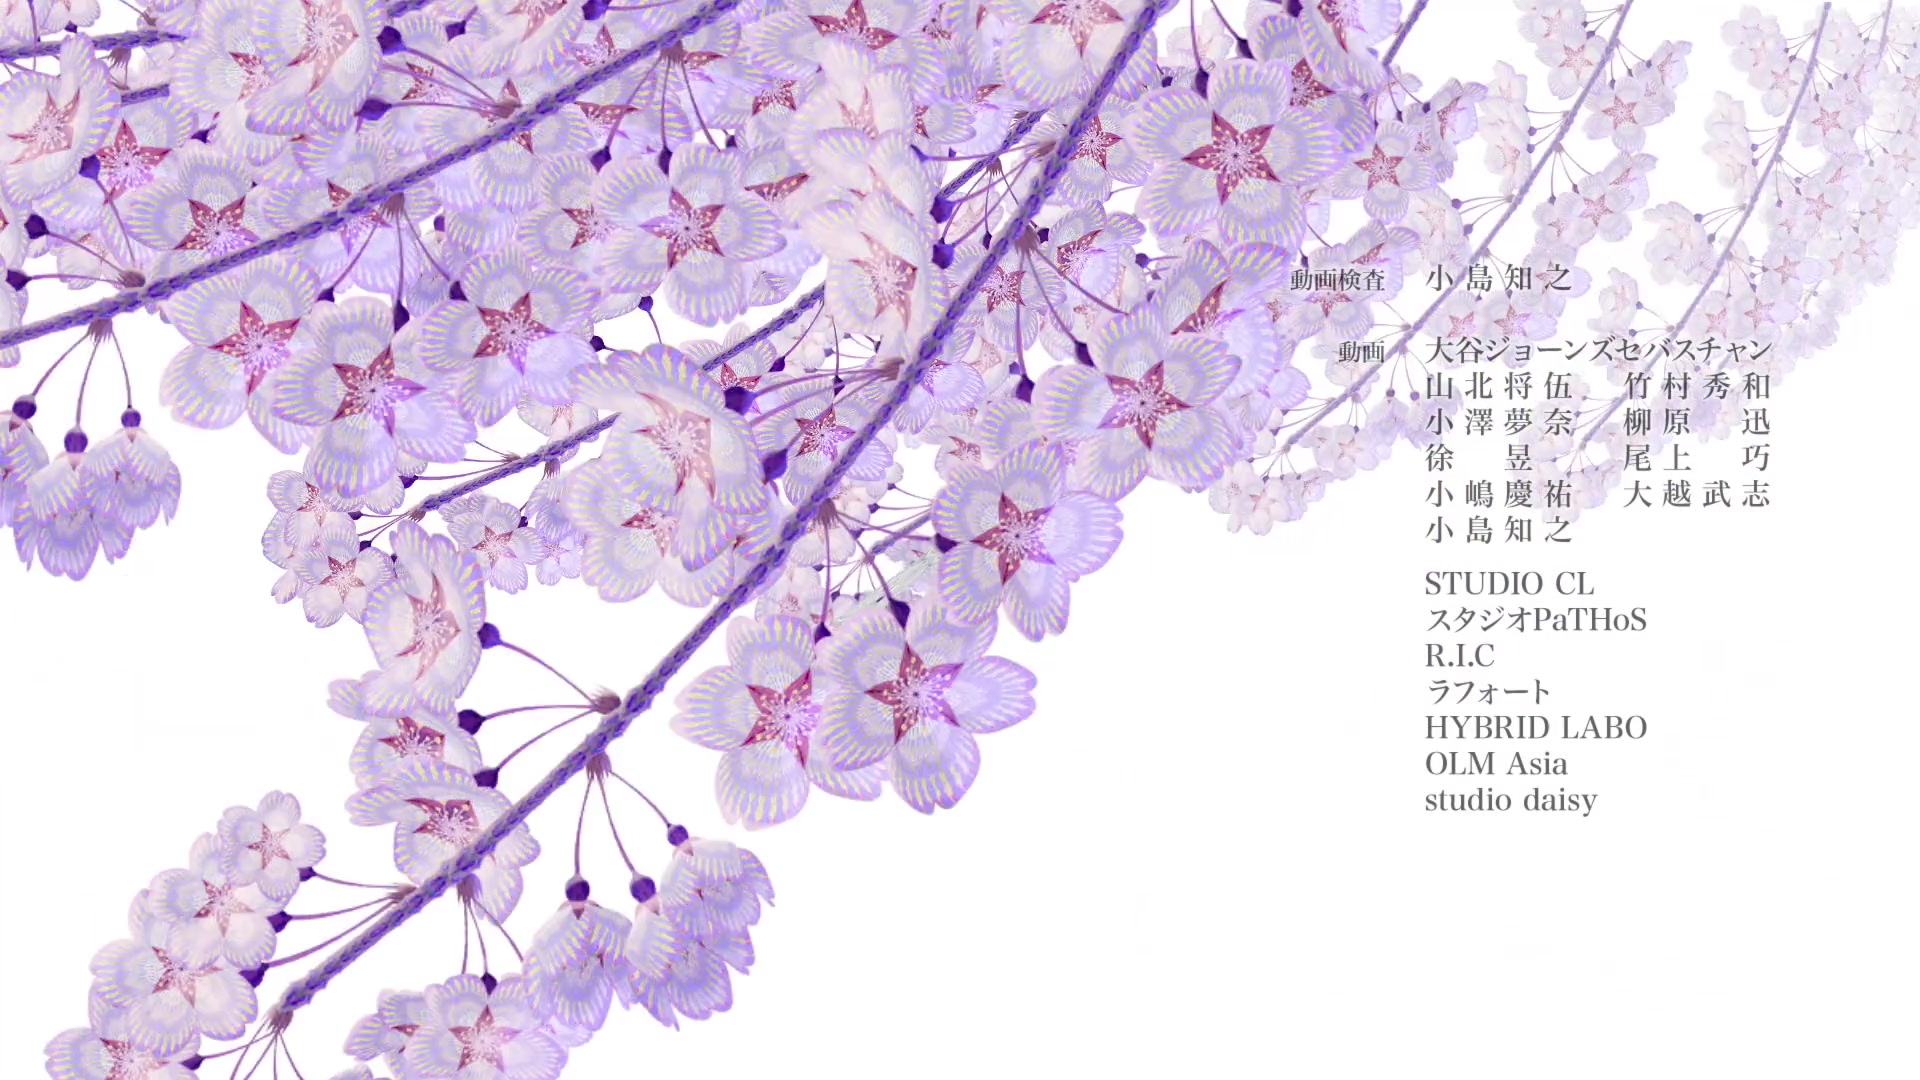 動画検査 小島知之
動画 大谷ジョーンズセバスチャン
山北将伍 竹村秀和
小澤夢奈 柳原 迅
徐 昱 尾上 巧
小嶋慶祐 大越武志
小島知之
STUDIO CL
スタジオPaTHoS
R.I.C
ラフォート
HYBRID LABO
OLM Asia
studio daisy